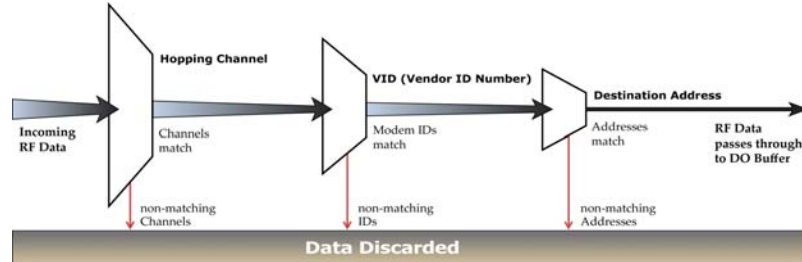 Hopping Channel
VID (Vendor ID Number)
Destination Address
Incoming
RF Data
Channels
match
Modem IDs
match
Addresses
match
RF Data
passes through
to DO Buffer
non-matching
Channels
non-matching
IDs
non-matching
Addresses
Data Discarded